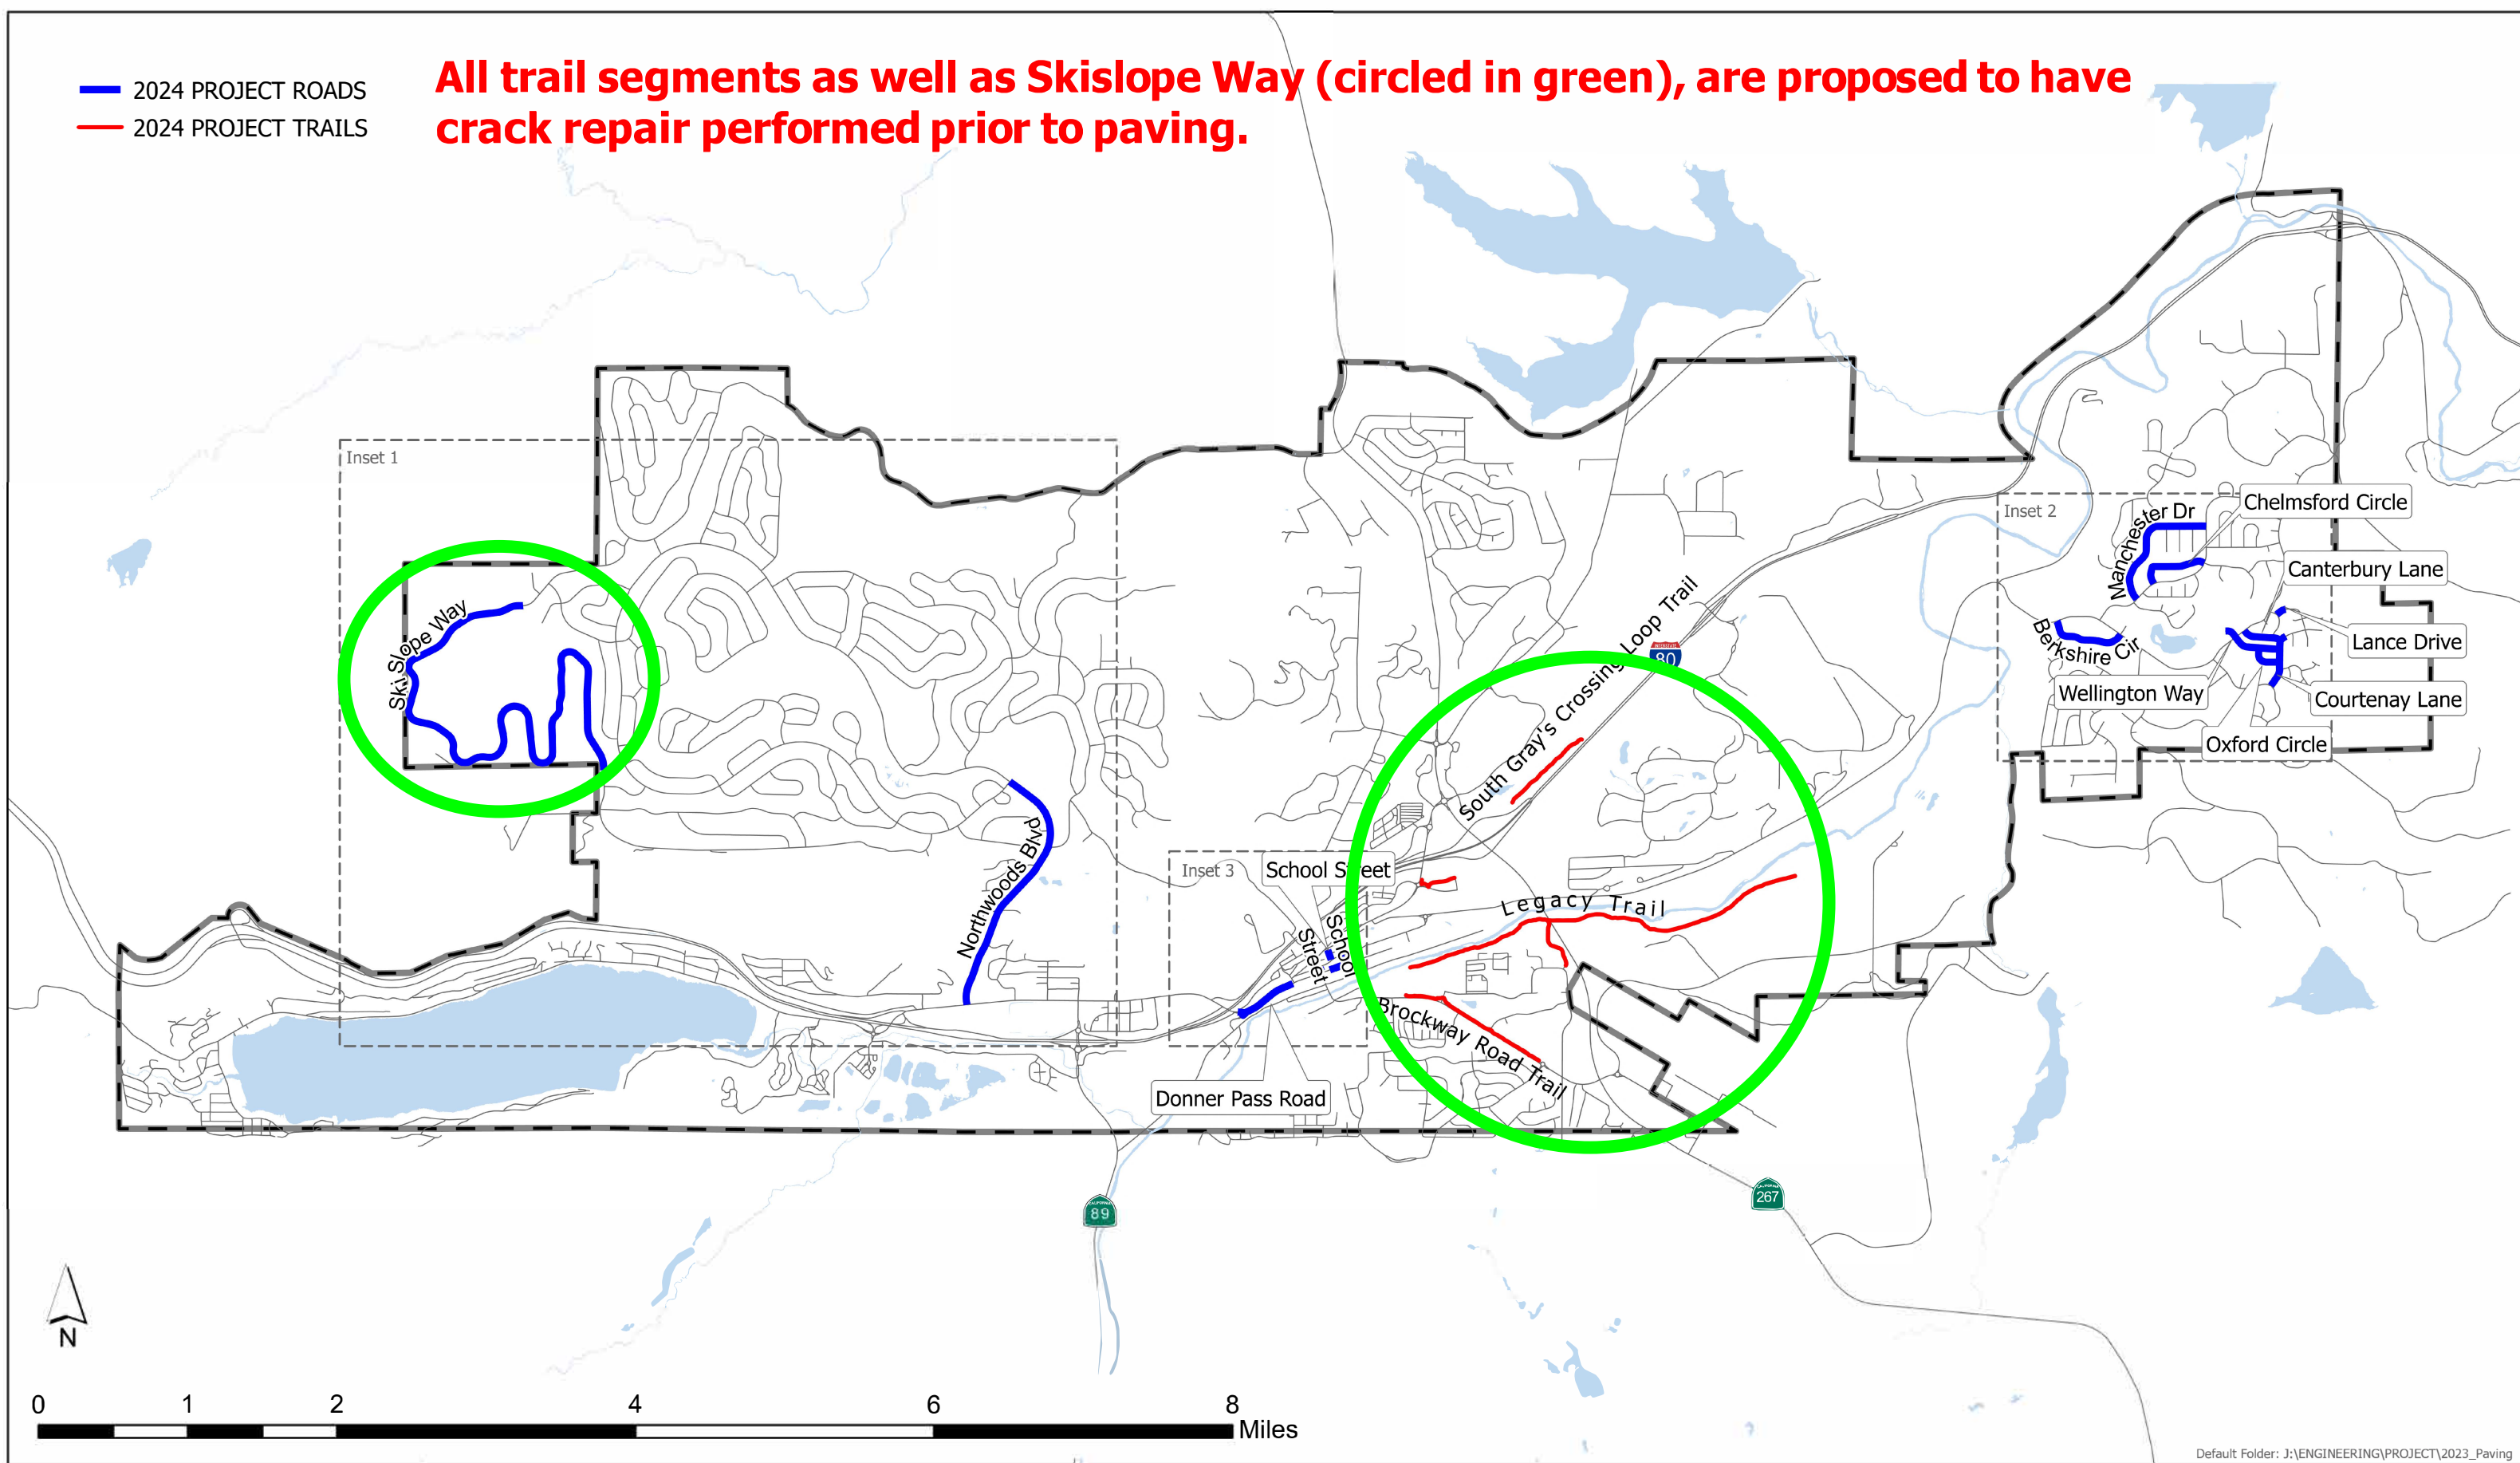 2024 PROJECT ROADS
2024 PROJECT TRAILS
All trail segments as well as Skislope Way (circled in green), are proposed to have
crack repair performed prior to paving.
Inset 1
Ski Slope Way
Northwoods Blvd
Inset 3
School Street
School
Street
Donner Pass Road
South Gray's Crossing Loop Trail
80
Legacy Trail
Brockway Road Trail
Inset 2
Manchester Dr
Chelmsford Circle
Canterbury Lane
Berkshire Cir
Lance Drive
Wellington Way
Courtenay Lane
Oxford Circle
CALIFORNIA
89
CALIFORNIA
267
N
0 1 2 4 6 8
Miles
Default Folder: J:\ENGINEERING\PROJECT\2023_Paving